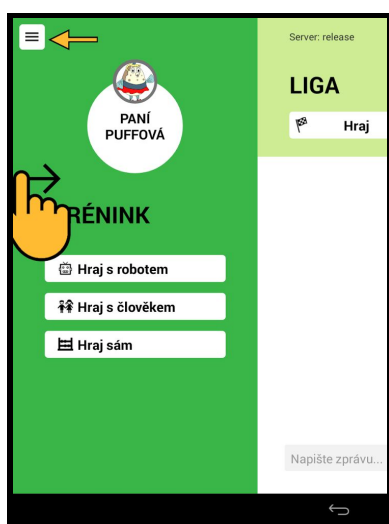 Server: release
LIGA
Hraj
PANÍ
PUFFOVÁ
RÉNINK
Hraj s robotem
Hraj s člověkem
Hraj sám
Napište zprávu...